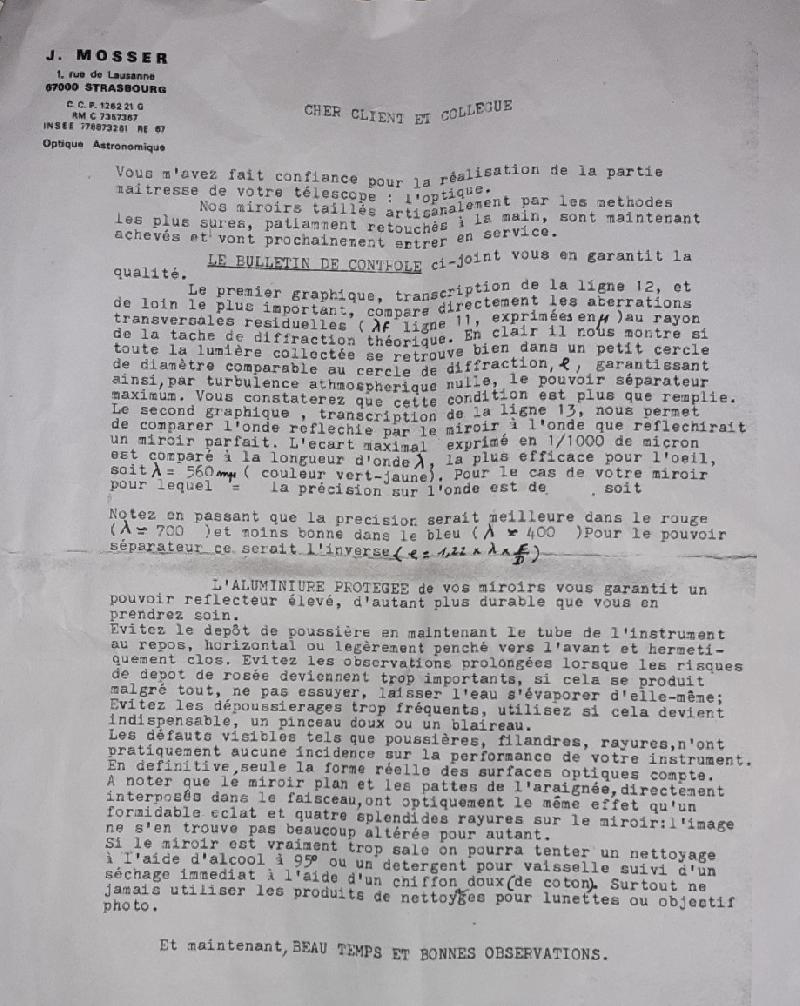 J. MOSSER
1, rue de Lausanne
67000 STRASBOURG
C. C. P. 1262 21 G
RM C 7357367
INSEE 778873261 RE 67
Optique Astronomique
CHER CLIENT ET COLLEGUE
Vous m'avez fait confiance pour la réalisation de la partie
maitresse de votre télescope : l'optique.
Nos miroirs taillés artisanalement par les methodes
les plus sures, patiamment retouchés à la main, sont maintenant
achevés et vont prochainement entrer en service.
LE BULLETIN DE CONTROLE ci-joint vous en garantit la
qualité.
Le premier graphique, transcription de la ligne 12, et
de loin le plus important, compare directement les aberrations
transversales residuelles ( λf ligne 11, exprimées en μ )au rayon
de la tache de diffraction théorique. En clair il nous montre si
toute la lumière collectée se retrouve bien dans un petit cercle
de diamètre comparable au cercle de diffraction, e, garantissant
ainsi,par turbulence athmospherique nulle, le pouvoir séparateur
maximum. Vous constaterez que cette condition est plus que remplie.
Le second graphique , transcription de la ligne 13, nous permet
de comparer l'onde reflechie par le miroir à l'onde que reflechirait
un miroir parfait. L'ecart maximal exprimé en 1/1000 de micron
est comparé à la longueur d'onde λ, la plus efficace pour l'oeil,
soit λ = 560 mμ ( couleur vert-jaune). Pour le cas de votre miroir
pour lequel = la précision sur l'onde est de . soit
Notez en passant que la precision serait meilleure dans le rouge
(λ = 700 )et moins bonne dans le bleu ( λ = 400 )Pour le pouvoir
séparateur ce serait l'inverse ( e = 1,22 x λ x F/D )
L'ALUMINIURE PROTEGEE de vos miroirs vous garantit un
pouvoir reflecteur élevé, d'autant plus durable que vous en
prendrez soin.
Evitez le depôt de poussière en maintenant le tube de l'instrument
au repos, horizontal ou legèrement penché vers l'avant et hermeti-
quement clos. Evitez les observations prolongées lorsque les risques
de depot de rosée deviennent trop importants, si cela se produit
malgré tout, ne pas essuyer, laisser l'eau s'évaporer d'elle-même;
Evitez les dépoussierages trop fréquents, utilisez si cela devient
indispensable, un pinceau doux ou un blaireau.
Les défauts visibles tels que poussières, filandres, rayures,n'ont
pratiquement aucune incidence sur la performance de votre instrument.
En definitive,seule la forme réelle des surfaces optiques compte.
A noter que le miroir plan et les pattes de l'araignée,directement
interposés dans le faisceau,ont optiquement le même effet qu'un
formidable eclat et quatre splendides rayures sur le miroir:l'image
ne s'en trouve pas beaucoup altérée pour autant.
Si le miroir est vraiment trop sale on pourra tenter un nettoyage
à l'aide d'alcool à 95° ou un detergent pour vaisselle suivi d'un
séchage immediat à l'aide d'un chiffon doux(de coton). Surtout ne
jamais utiliser les produits de nettoyges pour lunettes ou objectif
photo.
Et maintenant, BEAU TEMPS ET BONNES OBSERVATIONS.